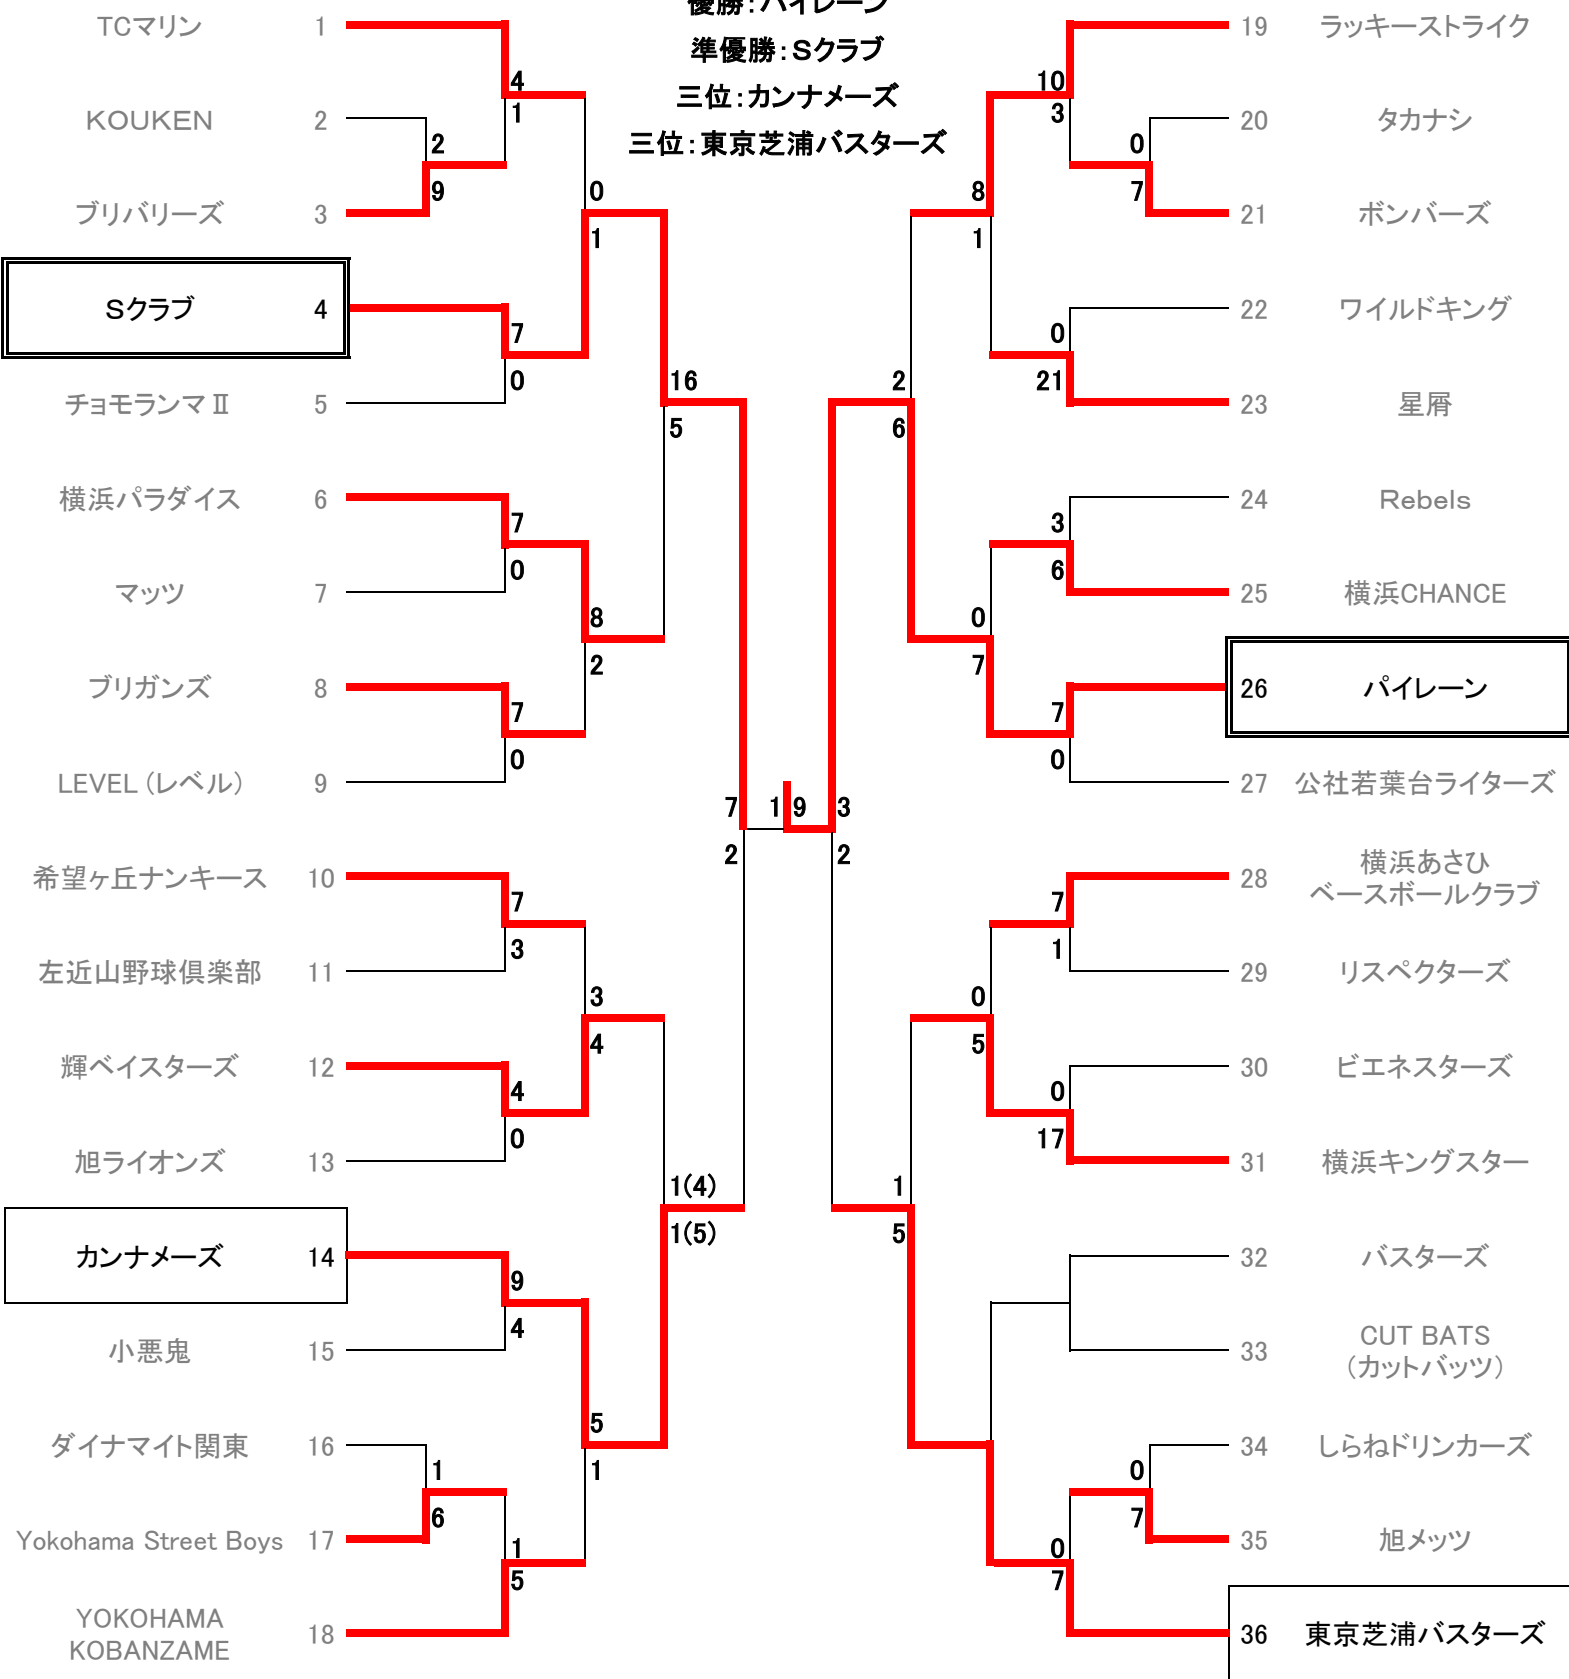 優勝：パイレーン
準優勝：Ｓクラブ
三位：カンナメーズ
三位：東京芝浦バスターズ
TCマリン 1
KOUKEN 2
ブリバリーズ 3
Ｓクラブ 4
チョモランマⅡ 5
横浜パラダイス 6
マッツ 7
ブリガンズ 8
LEVEL（レベル） 9
希望ヶ丘ナンキース 10
左近山野球倶楽部 11
輝ベイスターズ 12
旭ライオンズ 13
カンナメーズ 14
小悪鬼 15
ダイナマイト関東 16
Yokohama Street Boys 17
YOKOHAMA
KOBANZAME 18
4
1
2
9
7
0
7
0
7
0
7
3
4
0
9
4
1
6
1
5
0
1
8
2
3
4
5
1
16
5
1(4)
1(5)
7
2
1 9
3
2
2
6
1
5
8
1
0
7
0
5
10
3
0
7
0
21
3
6
7
0
7
1
0
17
0
7
0
7
19 ラッキーストライク
20 タカナシ
21 ボンバーズ
22 ワイルドキング
23 星屑
24 Rebels
25 横浜CHANCE
26 パイレーン
27 公社若葉台ライターズ
28 横浜あさひ
ベースボールクラブ
29 リスペクターズ
30 ビエネスターズ
31 横浜キングスター
32 バスターズ
33 CUT BATS
（カットバッツ）
34 しらねドリンカーズ
35 旭メッツ
36 東京芝浦バスターズ